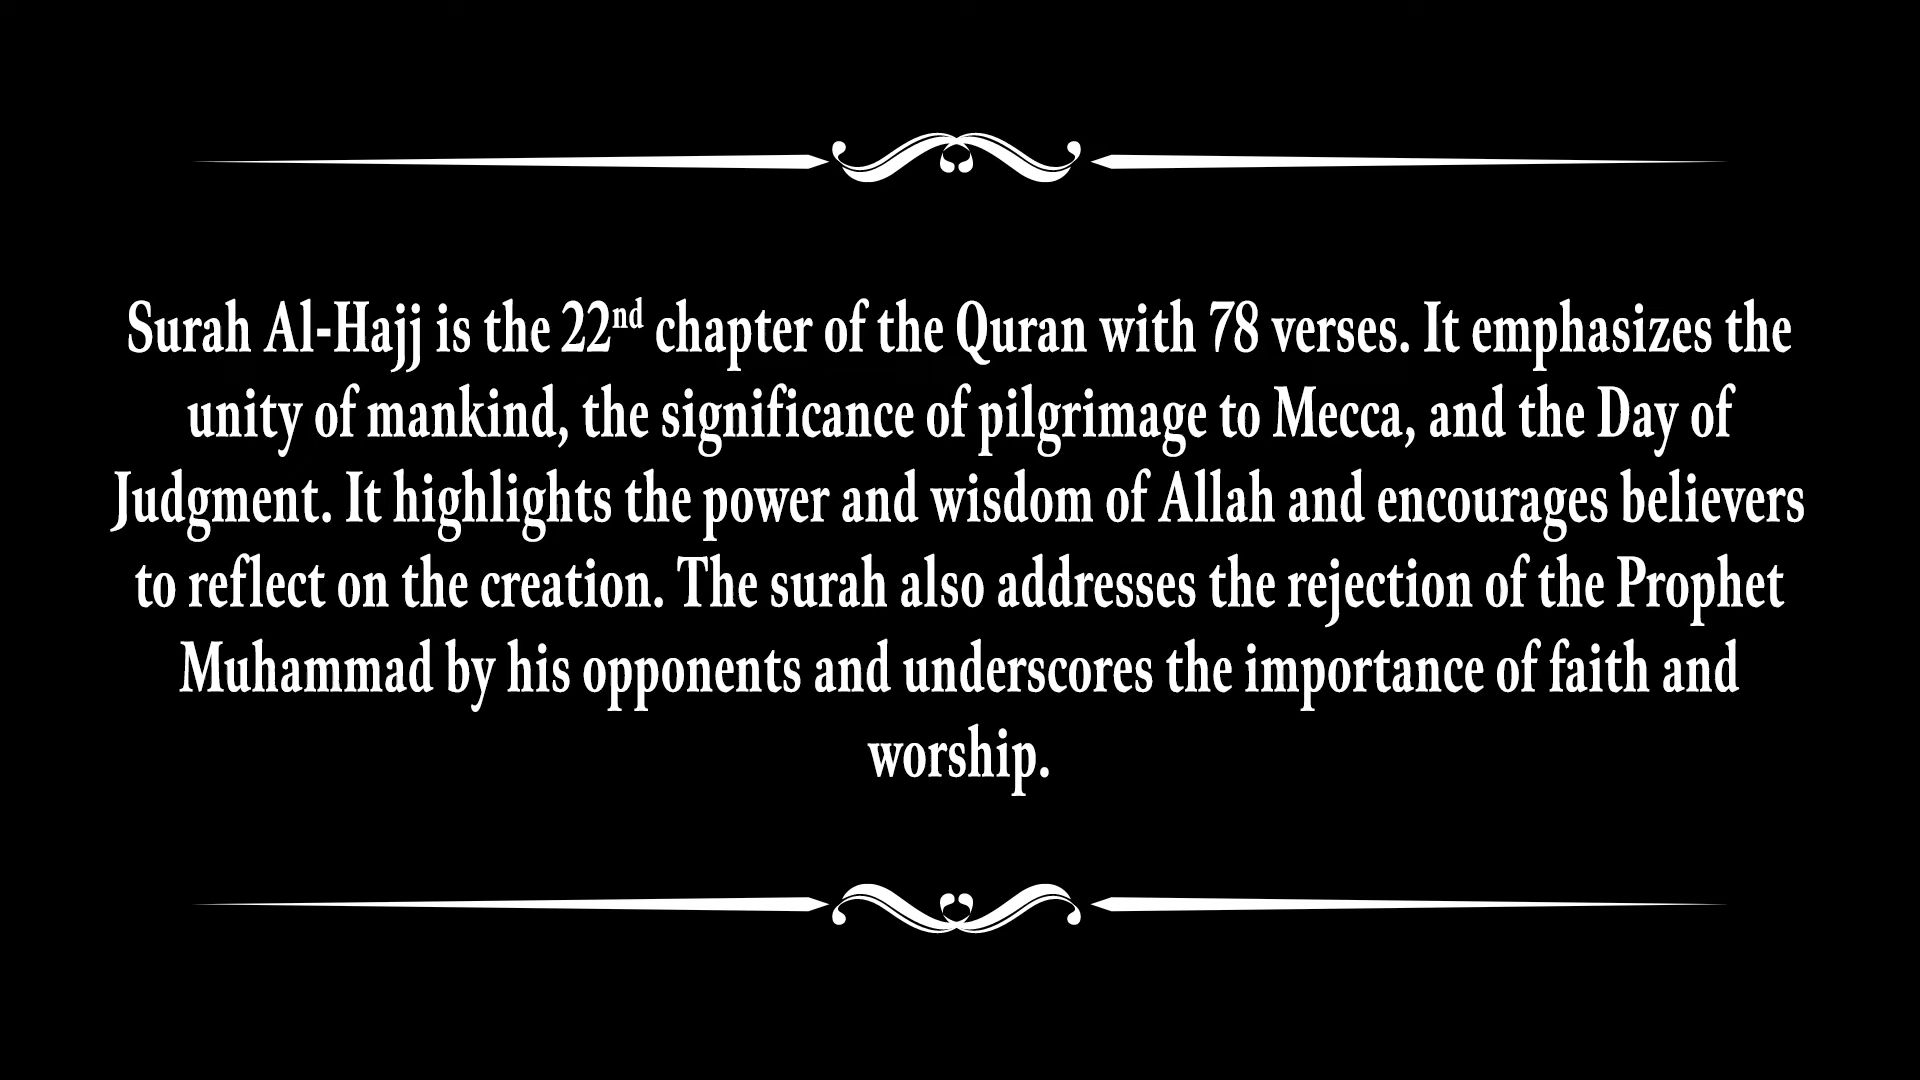 Surah Al-Hajj is the 22nd chapter of the Quran with 78 verses. It emphasizes the
unity of mankind, the significance of pilgrimage to Mecca, and the Day of
Judgment. It highlights the power and wisdom of Allah and encourages believers
to reflect on the creation. The surah also addresses the rejection of the Prophet
Muhammad by his opponents and underscores the importance of faith and
worship.